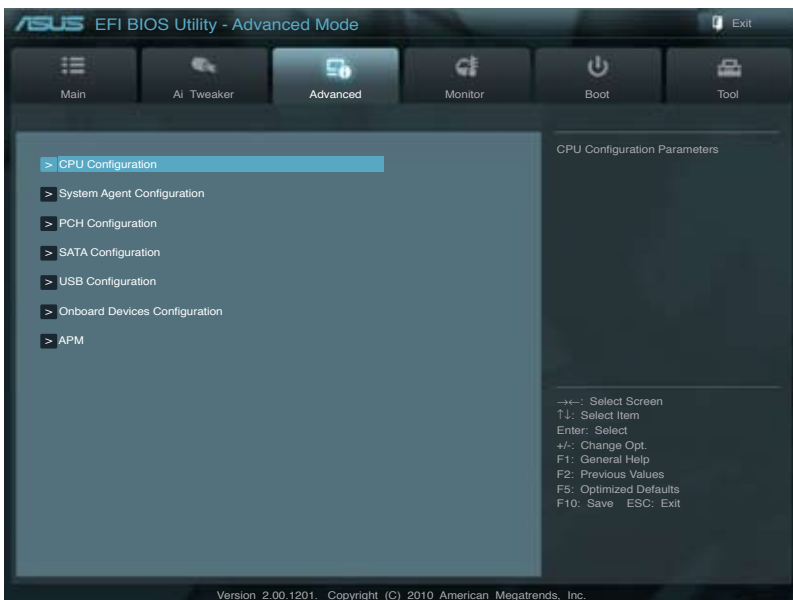 ASUS EFI BIOS Utility - Advanced Mode
Exit
Main
Ai Tweaker
Advanced
Monitor
Boot
Tool
> CPU Configuration
> System Agent Configuration
> PCH Configuration
> SATA Configuration
> USB Configuration
> Onboard Devices Configuration
> APM
CPU Configuration Parameters
→←: Select Screen
↑↓: Select Item
Enter: Select
+/-: Change Opt.
F1: General Help
F2: Previous Values
F5: Optimized Defaults
F10: Save ESC: Exit
Version 2.00.1201. Copyright (C) 2010 American Megatrends, Inc.